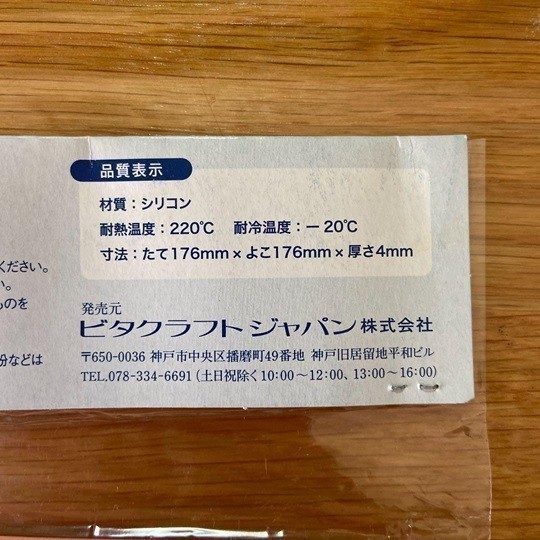 品質表示
材質：シリコン
耐熱温度：220℃　耐冷温度：－20℃
寸法：たて176mm×よこ176mm×厚さ4mm
ください。
い。
ものを
分などは
発売元
ビタクラフト ジャパン 株式会社
〒650-0036 神戸市中央区播磨町49番地 神戸旧居留地平和ビル
TEL.078-334-6691（土日祝除く10:00～12:00、13:00～16:00）